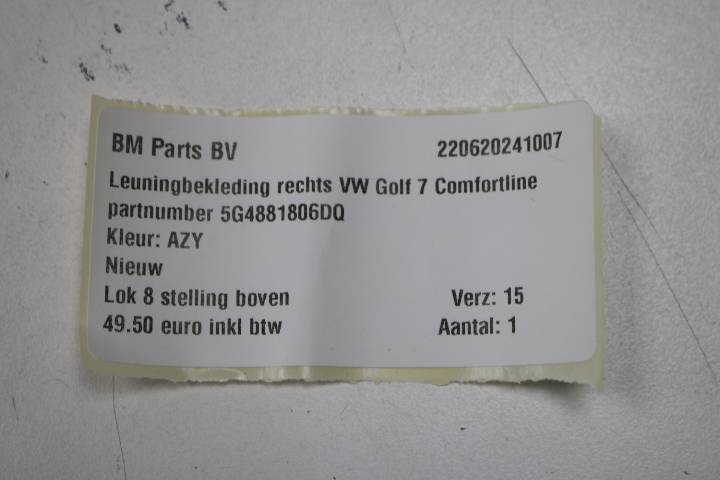 BM Parts BV 220620241007
Leuningbekleding rechts VW Golf 7 Comfortline
partnumber 5G4881806DQ
Kleur: AZY
Nieuw
Lok 8 stelling boven Verz: 15
49.50 euro inkl btw Aantal: 1